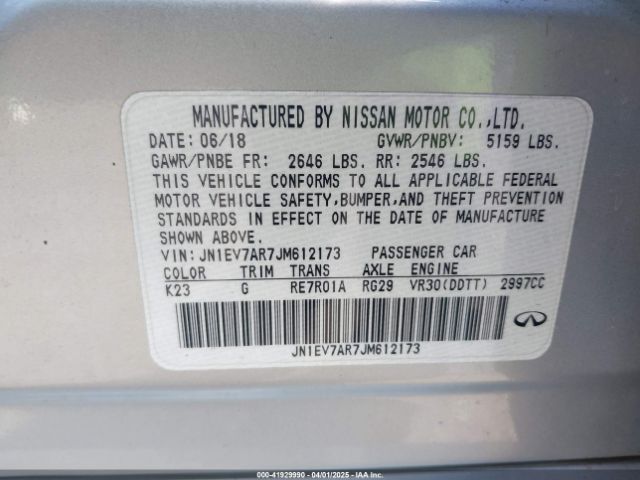 MANUFACTURED BY NISSAN MOTOR CO.,LTD.
DATE: 06/18 GVWR/PNBV: 5159 LBS.
GAWR/PNBE FR: 2646 LBS. RR: 2546 LBS.
THIS VEHICLE CONFORMS TO ALL APPLICABLE FEDERAL
MOTOR VEHICLE SAFETY,BUMPER,AND THEFT PREVENTION
STANDARDS IN EFFECT ON THE DATE OF MANUFACTURE
SHOWN ABOVE.
VIN: JN1EV7AR7JM612173 PASSENGER CAR
COLOR TRIM TRANS AXLE ENGINE
K23 G RE7R01A RG29 VR30(DDTT) 2997CC
JN1EV7AR7JM612173
000-41929990 - 04/01/2025 - IAAI.COM